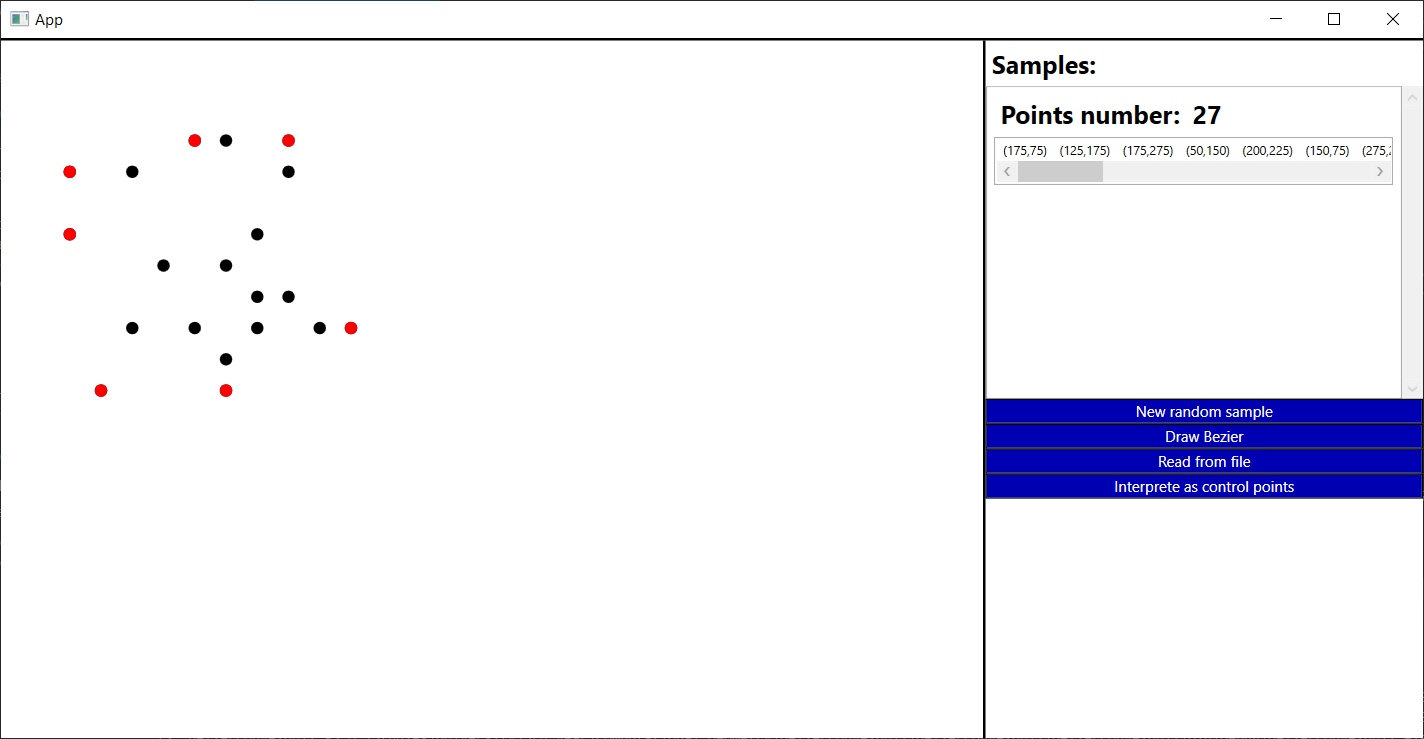 App
Samples:
Points number: 27
(175,75) (125,175) (175,275) (50,150) (200,225) (150,75) (275,
New random sample
Draw Bezier
Read from file
Interprete as control points